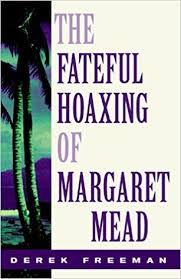 THE
FATEFUL
HOAXING
OF
MARGARET
MEAD
DEREK FREEMAN